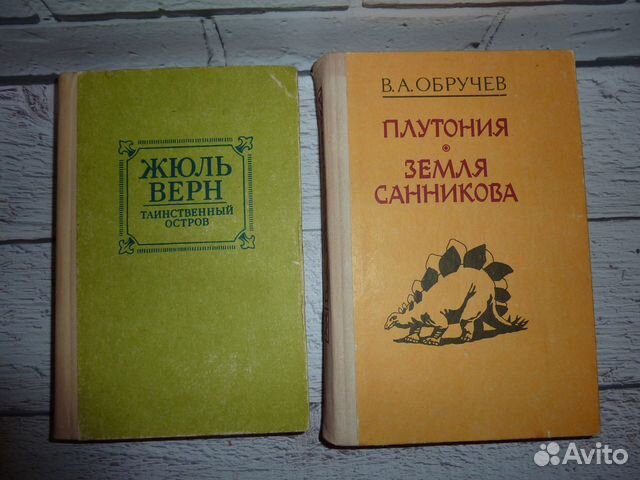 ЖЮЛЬ
ВЕРН
ТАИНСТВЕННЫЙ
ОСТРОВ
В.А.ОБРУЧЕВ
ПЛУТОНИЯ
•
ЗЕМЛЯ
САННИКОВА
Avito